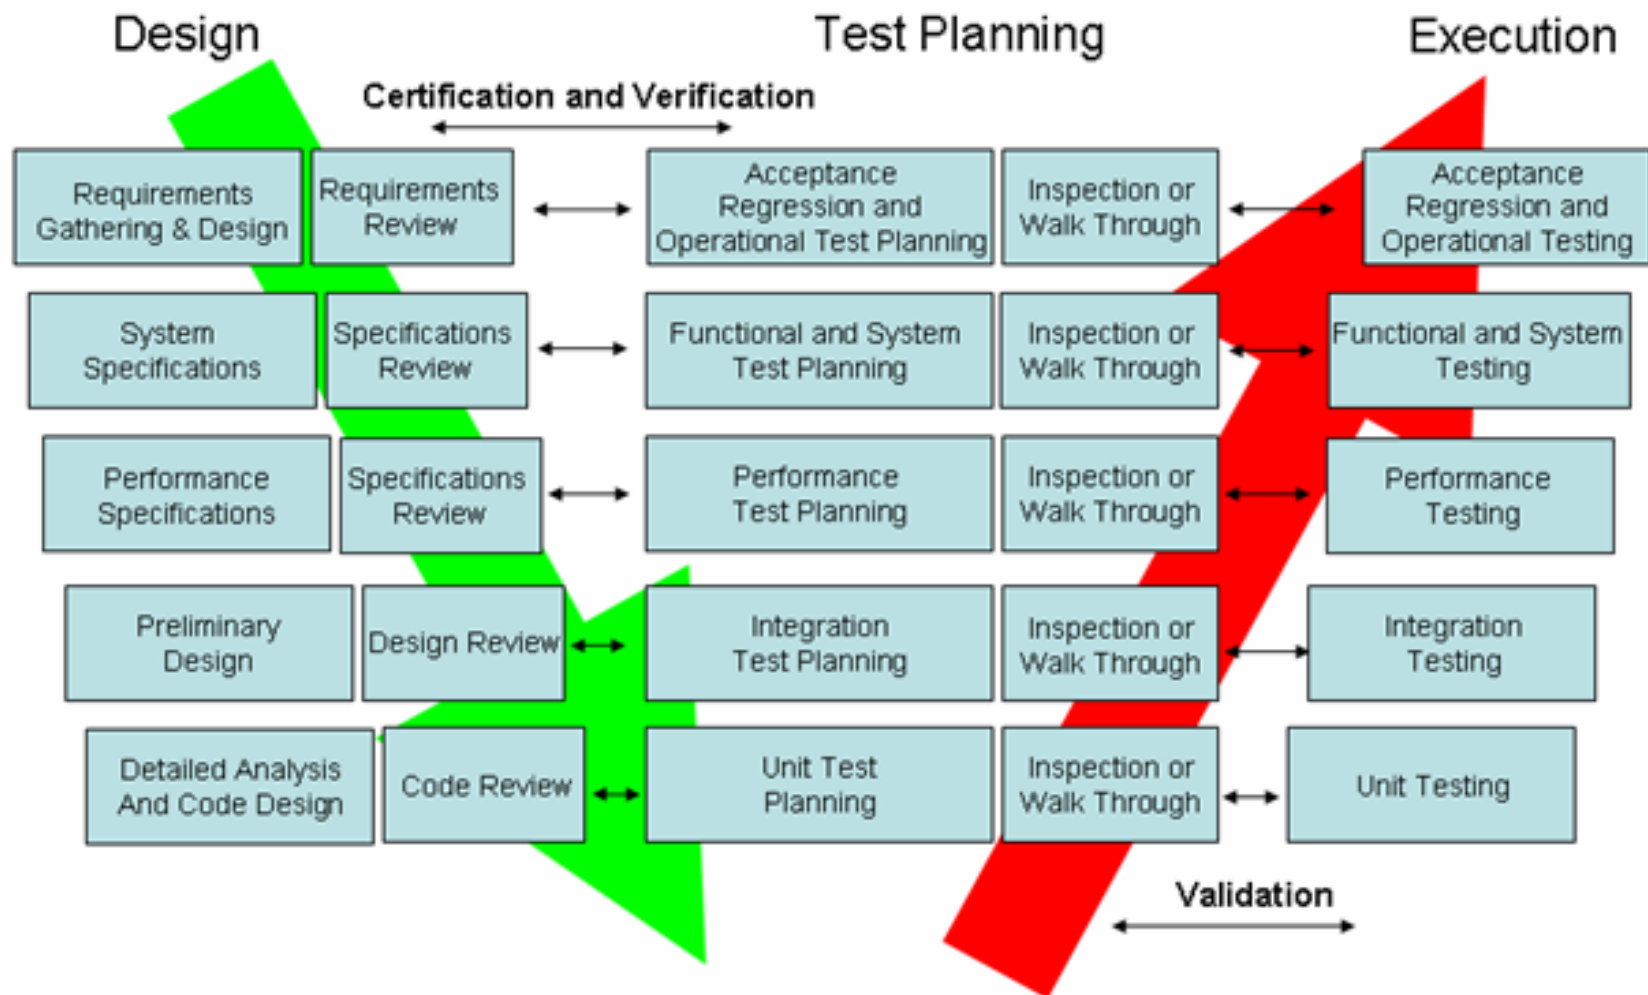 Design
Test Planning
Execution
Certification and Verification
Requirements
Gathering & Design
Requirements
Review
Acceptance
Regression and
Operational Test Planning
Inspection or
Walk Through
Acceptance
Regression and
Operational Testing
System
Specifications
Specifications
Review
Functional and System
Test Planning
Inspection or
Walk Through
Functional and System
Testing
Performance
Specifications
Specifications
Review
Performance
Test Planning
Inspection or
Walk Through
Performance
Testing
Preliminary
Design
Design Review
Integration
Test Planning
Inspection or
Walk Through
Integration
Testing
Detailed Analysis
And Code Design
Code Review
Unit Test
Planning
Inspection or
Walk Through
Unit Testing
Validation